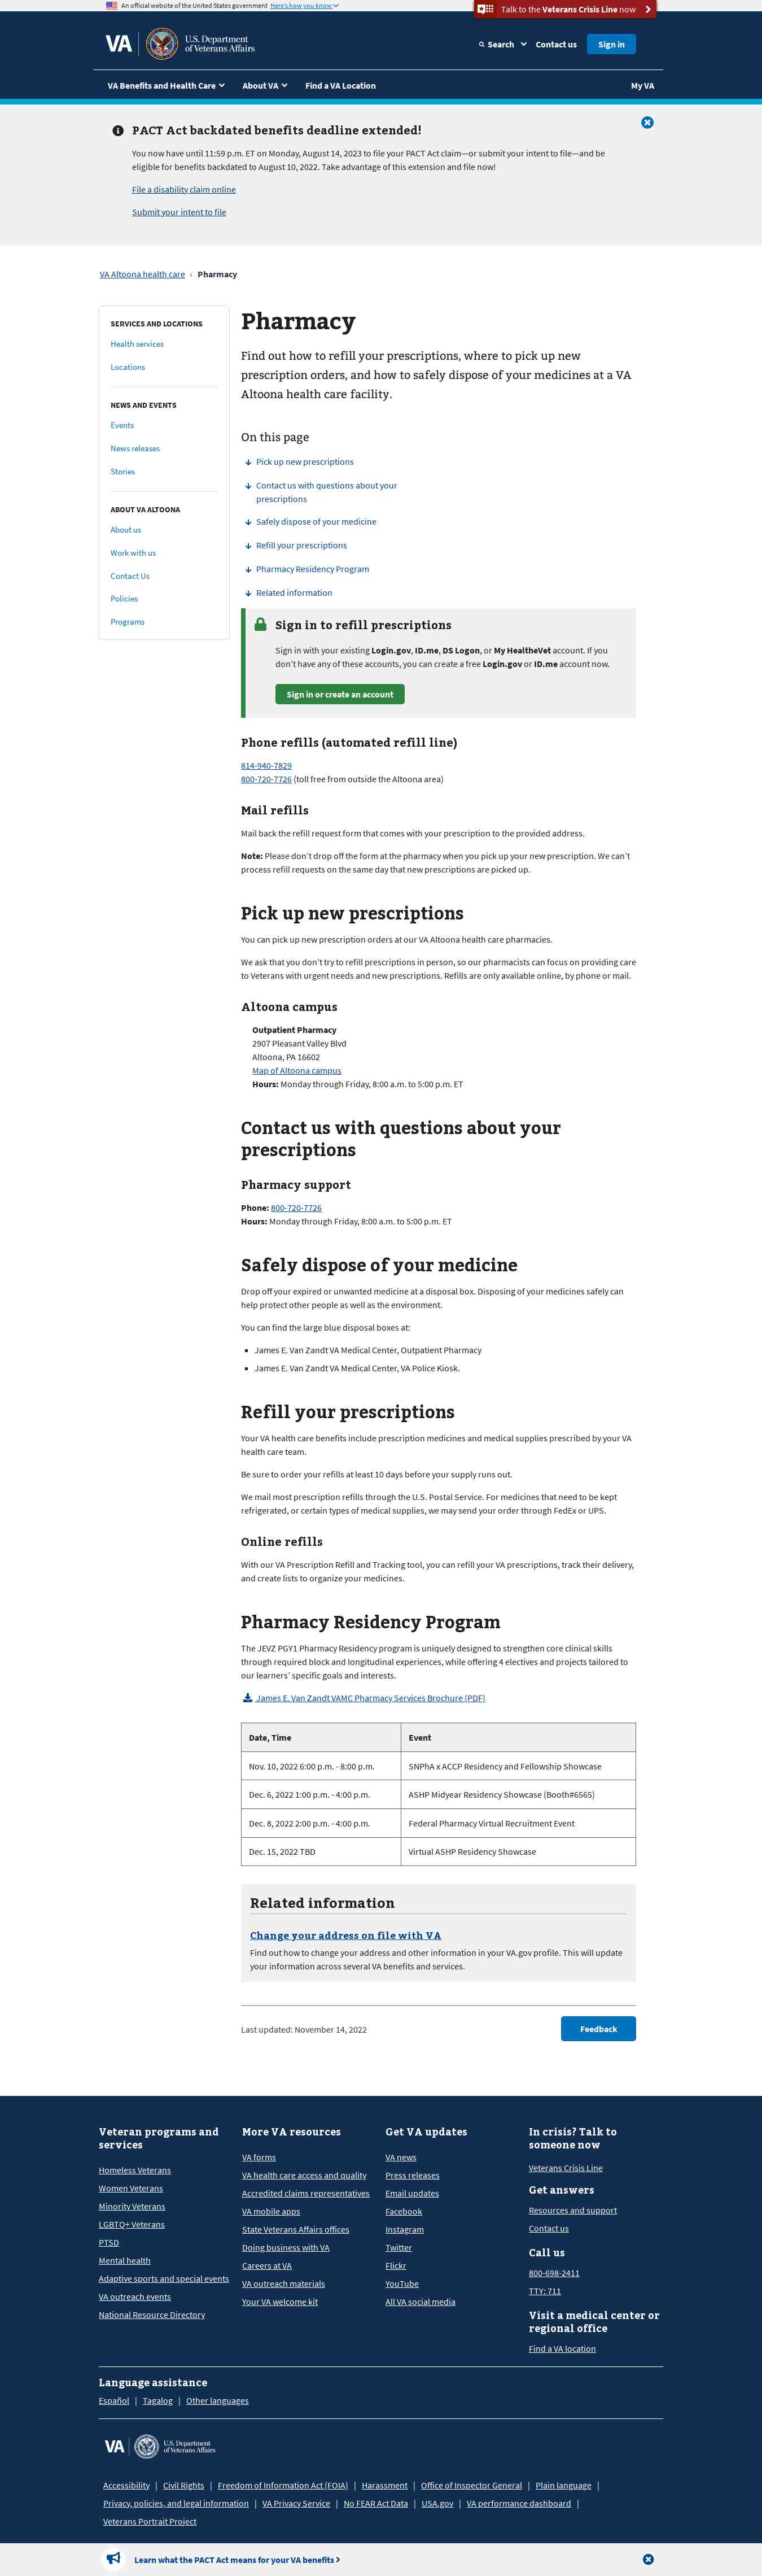 An official website of the United States government Here's how you know
Talk to the Veterans Crisis Line now
VA
U.S. Department
of Veterans Affairs
Search
Contact us
Sign in
VA Benefits and Health Care
About VA
Find a VA Location
My VA
PACT Act backdated benefits deadline extended!
You now have until 11:59 p.m. ET on Monday, August 14, 2023 to file your PACT Act claim—or submit your intent to file—and be
eligible for benefits backdated to August 10, 2022. Take advantage of this extension and file now!
File a disability claim online
Submit your intent to file
VA Altoona health care › Pharmacy
SERVICES AND LOCATIONS
Health services
Locations
NEWS AND EVENTS
Events
News releases
Stories
ABOUT VA ALTOONA
About us
Work with us
Contact Us
Policies
Programs
Pharmacy
Find out how to refill your prescriptions, where to pick up new
prescription orders, and how to safely dispose of your medicines at a VA
Altoona health care facility.
On this page
Pick up new prescriptions
Contact us with questions about your
prescriptions
Safely dispose of your medicine
Refill your prescriptions
Pharmacy Residency Program
Related information
Sign in to refill prescriptions
Sign in with your existing Login.gov, ID.me, DS Logon, or My HealtheVet account. If you
don't have any of these accounts, you can create a free Login.gov or ID.me account now.
Sign in or create an account
Phone refills (automated refill line)
814-940-7829
800-720-7726 (toll free from outside the Altoona area)
Mail refills
Mail back the refill request form that comes with your prescription to the provided address.
Note: Please don't drop off the form at the pharmacy when you pick up your new prescription. We can't
process refill requests on the same day that new prescriptions are picked up.
Pick up new prescriptions
You can pick up new prescription orders at our VA Altoona health care pharmacies.
We ask that you don't try to refill prescriptions in person, so our pharmacists can focus on providing care
to Veterans with urgent needs and new prescriptions. Refills are only available online, by phone or mail.
Altoona campus
Outpatient Pharmacy
2907 Pleasant Valley Blvd
Altoona, PA 16602
Map of Altoona campus
Hours: Monday through Friday, 8:00 a.m. to 5:00 p.m. ET
Contact us with questions about your
prescriptions
Pharmacy support
Phone: 800-720-7726
Hours: Monday through Friday, 8:00 a.m. to 5:00 p.m. ET
Safely dispose of your medicine
Drop off your expired or unwanted medicine at a disposal box. Disposing of your medicines safely can
help protect other people as well as the environment.
You can find the large blue disposal boxes at:
James E. Van Zandt VA Medical Center, Outpatient Pharmacy
James E. Van Zandt VA Medical Center, VA Police Kiosk.
Refill your prescriptions
Your VA health care benefits include prescription medicines and medical supplies prescribed by your VA
health care team.
Be sure to order your refills at least 10 days before your supply runs out.
We mail most prescription refills through the U.S. Postal Service. For medicines that need to be kept
refrigerated, or certain types of medical supplies, we may send your order through FedEx or UPS.
Online refills
With our VA Prescription Refill and Tracking tool, you can refill your VA prescriptions, track their delivery,
and create lists to organize your medicines.
Pharmacy Residency Program
The JEVZ PGY1 Pharmacy Residency program is uniquely designed to strengthen core clinical skills
through required block and longitudinal experiences, while offering 4 electives and projects tailored to
our learners' specific goals and interests.
James E. Van Zandt VAMC Pharmacy Services Brochure (PDF)
Date, Time Event
Nov. 10, 2022 6:00 p.m. - 8:00 p.m. SNPhA x ACCP Residency and Fellowship Showcase
Dec. 6, 2022 1:00 p.m. - 4:00 p.m. ASHP Midyear Residency Showcase (Booth#6565)
Dec. 8, 2022 2:00 p.m. - 4:00 p.m. Federal Pharmacy Virtual Recruitment Event
Dec. 15, 2022 TBD Virtual ASHP Residency Showcase
Related information
Change your address on file with VA
Find out how to change your address and other information in your VA.gov profile. This will update
your information across several VA benefits and services.
Last updated: November 14, 2022
Feedback
Veteran programs and
services
Homeless Veterans
Women Veterans
Minority Veterans
LGBTQ+ Veterans
PTSD
Mental health
Adaptive sports and special events
VA outreach events
National Resource Directory
More VA resources
VA forms
VA health care access and quality
Accredited claims representatives
VA mobile apps
State Veterans Affairs offices
Doing business with VA
Careers at VA
VA outreach materials
Your VA welcome kit
Get VA updates
VA news
Press releases
Email updates
Facebook
Instagram
Twitter
Flickr
YouTube
All VA social media
In crisis? Talk to
someone now
Veterans Crisis Line
Get answers
Resources and support
Contact us
Call us
800-698-2411
TTY: 711
Visit a medical center or
regional office
Find a VA location
Language assistance
Español | Tagalog | Other languages
VA
U.S. Department
of Veterans Affairs
Accessibility | Civil Rights | Freedom of Information Act (FOIA) | Harassment | Office of Inspector General | Plain language |
Privacy, policies, and legal information | VA Privacy Service | No FEAR Act Data | USA.gov | VA performance dashboard |
Veterans Portrait Project
Learn what the PACT Act means for your VA benefits